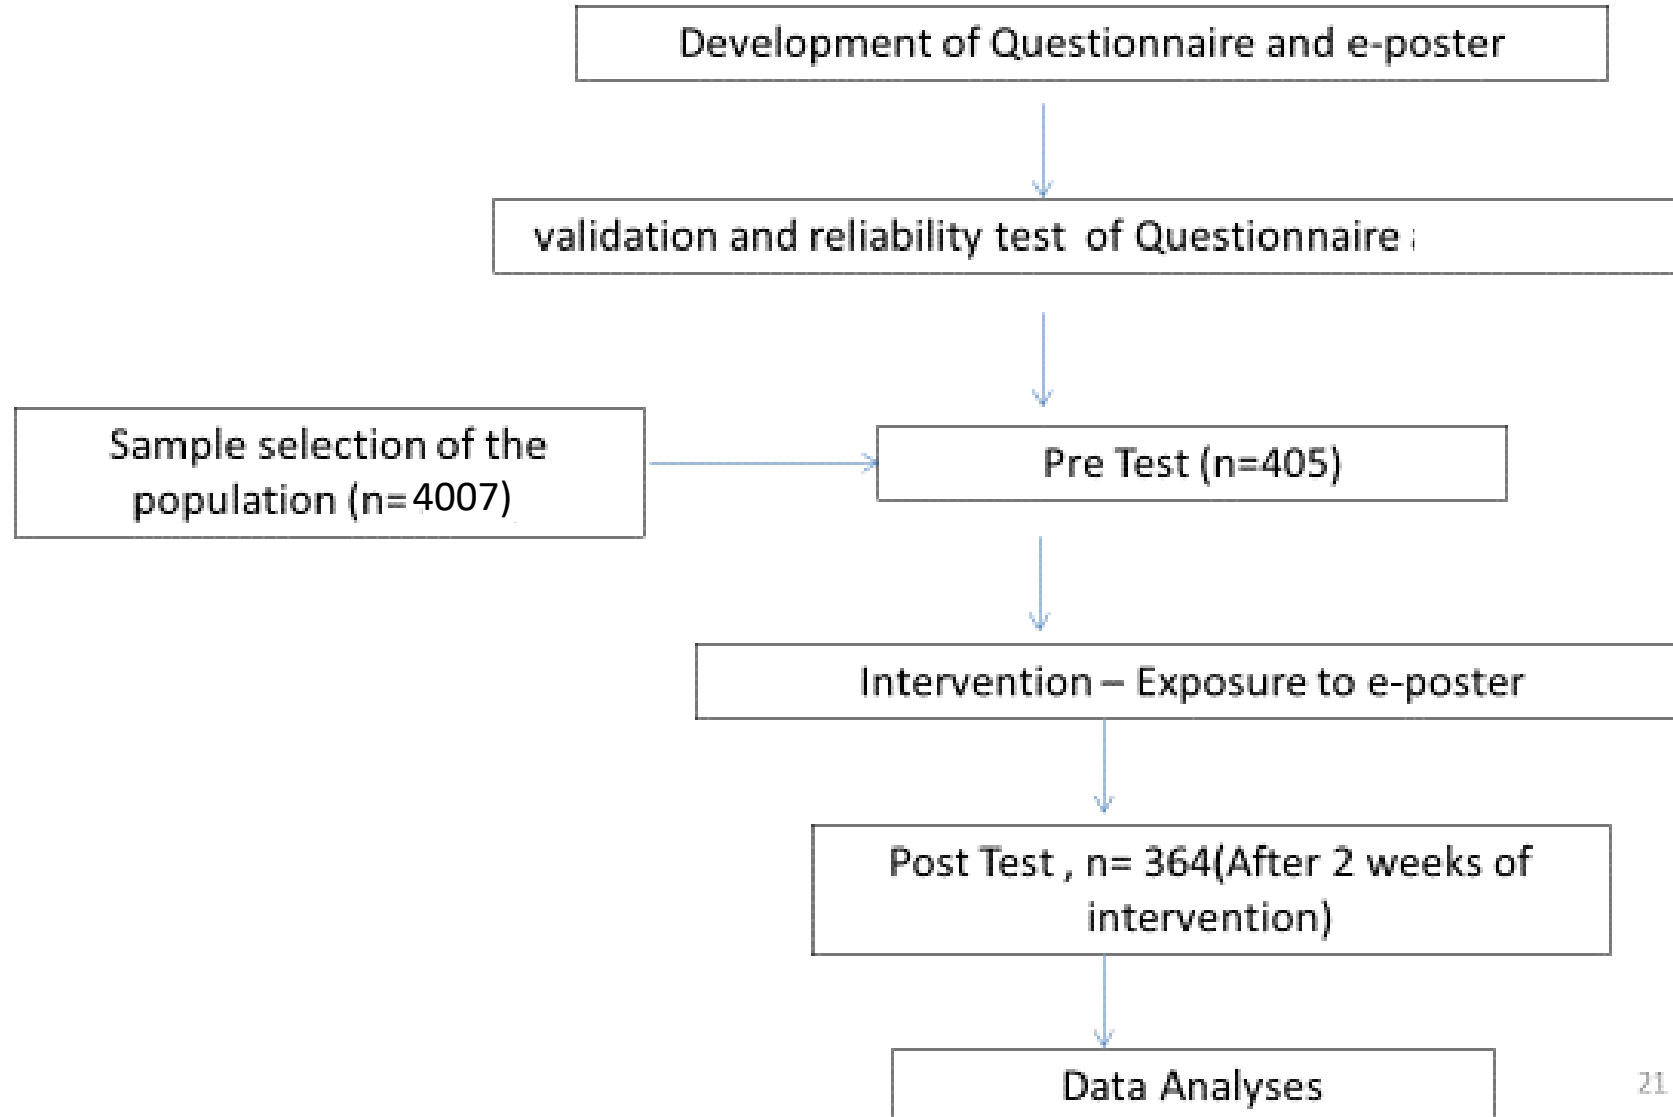 Development of Questionnaire and e-poster
validation and reliability test of Questionnaire
Sample selection of the
population (n=4007)
Pre Test (n=405)
Intervention – Exposure to e-poster
Post Test , n= 364(After 2 weeks of
intervention)
Data Analyses
21